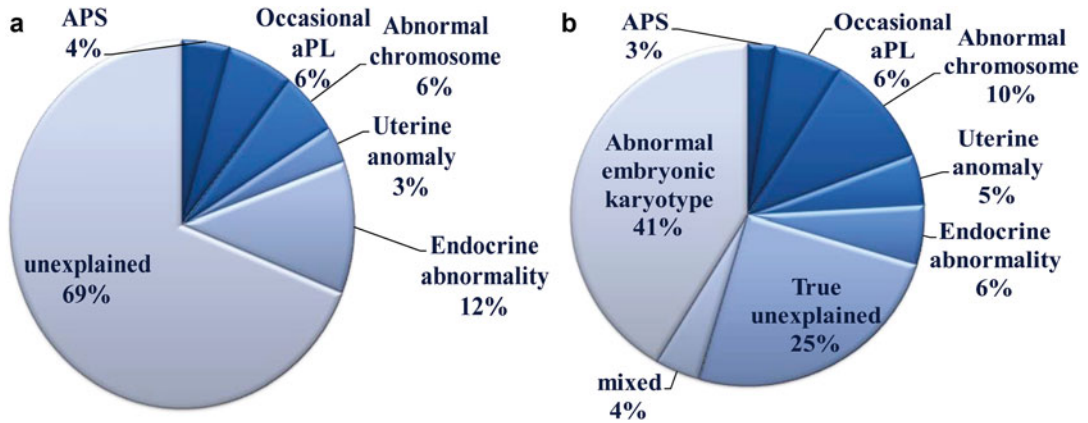 a
APS
4%
Occasional
aPL
6%
Abnormal
chromosome
6%
Uterine
anomaly
3%
Endocrine
abnormality
12%
unexplained
69%
b
APS
3%
Occasional
aPL
6%
Abnormal
chromosome
10%
Uterine
anomaly
5%
Endocrine
abnormality
6%
True
unexplained
25%
mixed
4%
Abnormal
embryonic
karyotype
41%